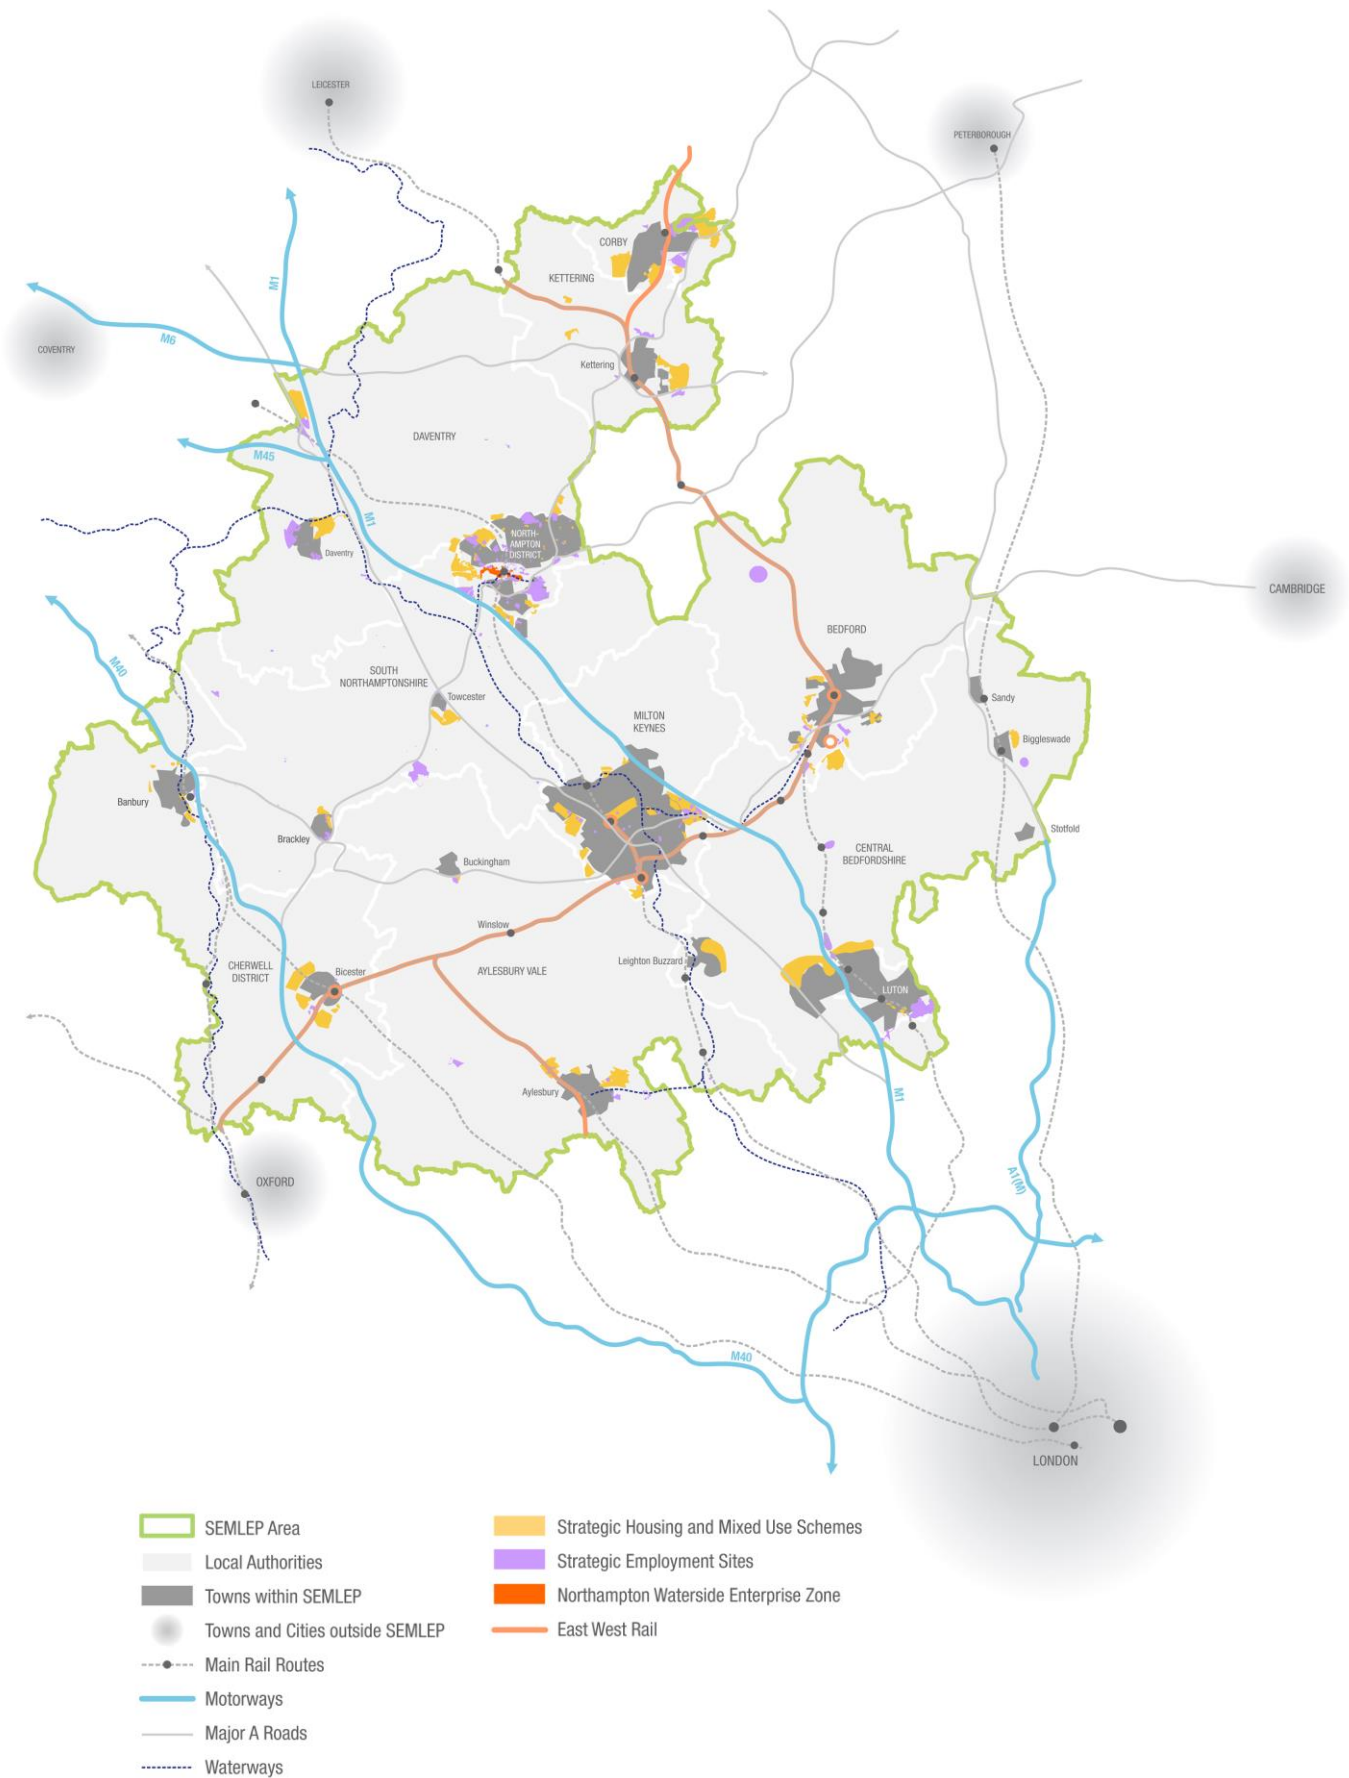 LEICESTER
PETERBOROUGH
CORBY
KETTERING
M1
M6
COVENTRY
Kettering
DAVENTRY
M45
M1
NORTH-
AMPTON
DISTRICT
Daventry
CAMBRIDGE
BEDFORD
M40
SOUTH
NORTHAMPTONSHIRE
Towcester
Sandy
MILTON
KEYNES
Biggleswade
Banbury
Brackley
Stotfold
Buckingham
CENTRAL
BEDFORDSHIRE
Winslow
Leighton Buzzard
CHERWELL
DISTRICT
Bicester
AYLESBURY VALE
LUTON
Aylesbury
M1
OXFORD
A1(M)
M40
LONDON
SEMLEP Area
Local Authorities
Towns within SEMLEP
Towns and Cities outside SEMLEP
Main Rail Routes
Motorways
Major A Roads
Waterways
Strategic Housing and Mixed Use Schemes
Strategic Employment Sites
Northampton Waterside Enterprise Zone
East West Rail